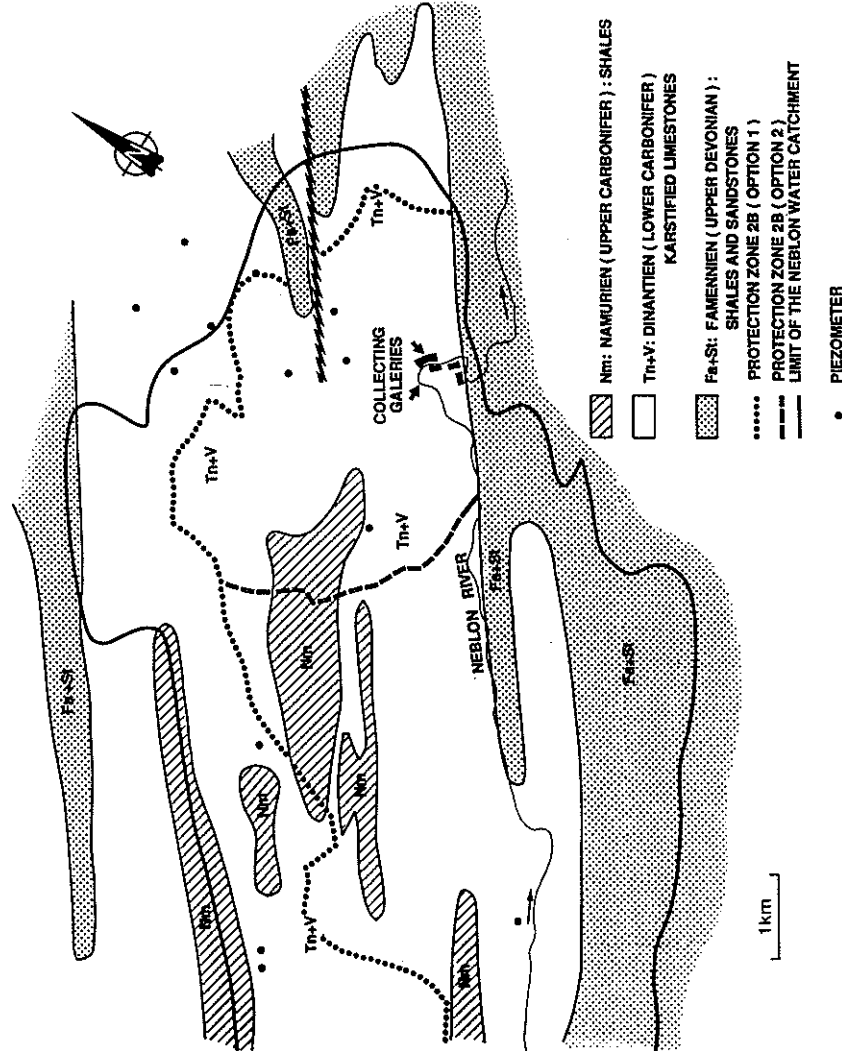 Fa+St
Nm
Tn+V
Nm
Fa+St
Nm
Tn+V
Nm
Tn+V
Tn+V
COLLECTING
GALERIES
Nm
NEBLON RIVER
Fa+St
Fa+St
1km
Nm: NAMURIEN ( UPPER CARBONIFER ) : SHALES
Tn+V: DINANTIEN ( LOWER CARBONIFER )
KARSTIFIED LIMESTONES
Fa+St: FAMENNIEN ( UPPER DEVONIAN ) :
SHALES AND SANDSTONES
PROTECTION ZONE 2B ( OPTION 1 )
PROTECTION ZONE 2B ( OPTION 2 )
LIMIT OF THE NEBLON WATER CATCHMENT
PIEZOMETER